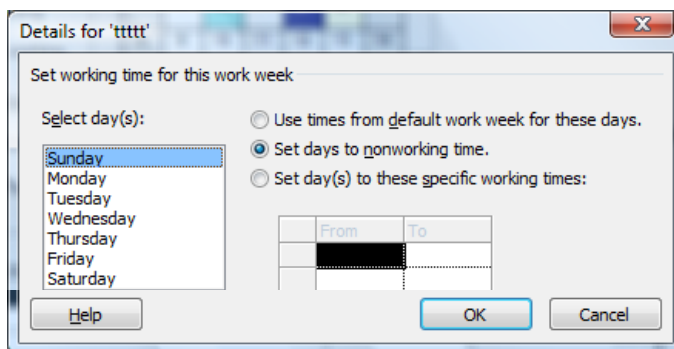 Details for 'ttttt'
Set working time for this work week
Select day(s):
Use times from default work week for these days.
Set days to nonworking time.
Set day(s) to these specific working times:
Sunday
Monday
Tuesday
Wednesday
Thursday
Friday
Saturday
From To
Help OK Cancel